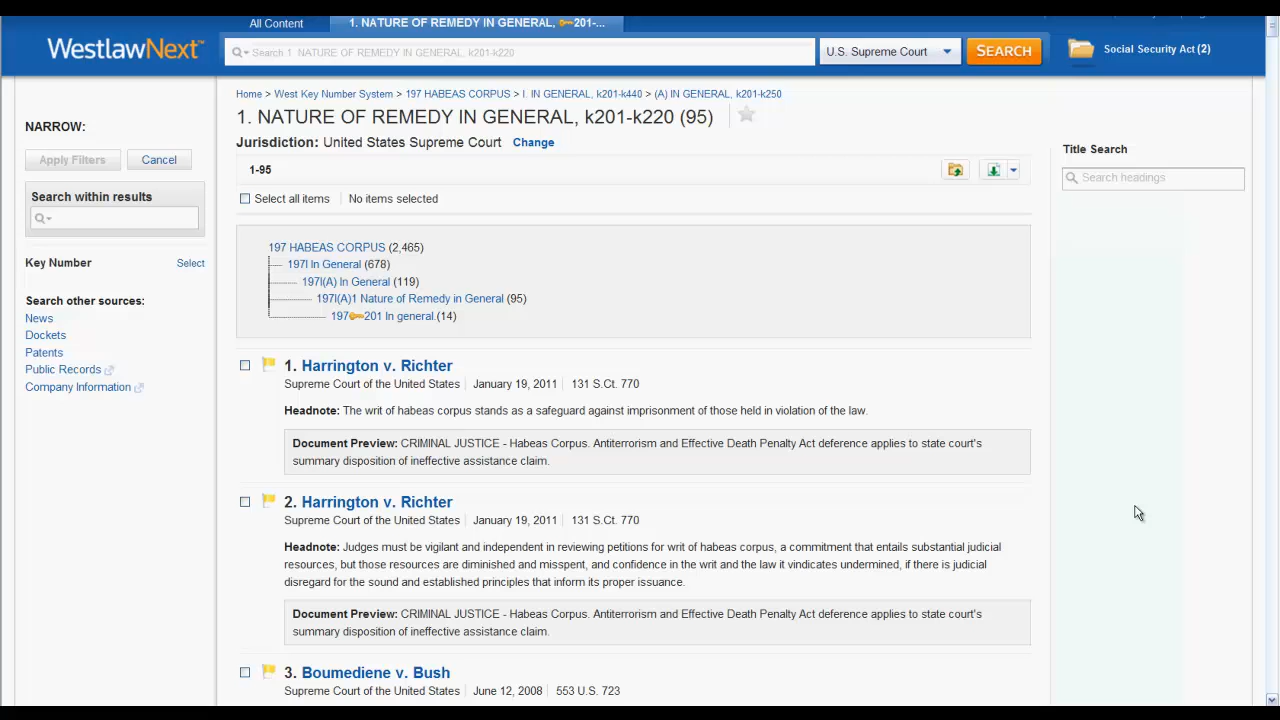 All Content
1. NATURE OF REMEDY IN GENERAL, 201-...
WestlawNext™
Search 1. NATURE OF REMEDY IN GENERAL, k201-k220
U.S. Supreme Court
SEARCH
Social Security Act (2)
Home > West Key Number System > 197 HABEAS CORPUS > I. IN GENERAL, k201-k440 > (A) IN GENERAL, k201-k250
1. NATURE OF REMEDY IN GENERAL, k201-k220 (95)
Jurisdiction: United States Supreme Court Change
1-95
Select all items
No items selected
NARROW:
Apply Filters
Cancel
Search within results
Key Number
Select
Search other sources:
News
Dockets
Patents
Public Records
Company Information
197 HABEAS CORPUS (2,465)
197I In General (678)
197I(A) In General (119)
197I(A)1 Nature of Remedy in General (95)
197 201 In general.(14)
1. Harrington v. Richter
Supreme Court of the United States January 19, 2011 131 S.Ct. 770
Headnote: The writ of habeas corpus stands as a safeguard against imprisonment of those held in violation of the law.
Document Preview: CRIMINAL JUSTICE - Habeas Corpus. Antiterrorism and Effective Death Penalty Act deference applies to state court's
summary disposition of ineffective assistance claim.
2. Harrington v. Richter
Supreme Court of the United States January 19, 2011 131 S.Ct. 770
Headnote: Judges must be vigilant and independent in reviewing petitions for writ of habeas corpus, a commitment that entails substantial judicial
resources, but those resources are diminished and misspent, and confidence in the writ and the law it vindicates undermined, if there is judicial
disregard for the sound and established principles that inform its proper issuance.
Document Preview: CRIMINAL JUSTICE - Habeas Corpus. Antiterrorism and Effective Death Penalty Act deference applies to state court's
summary disposition of ineffective assistance claim.
3. Boumediene v. Bush
Supreme Court of the United States June 12, 2008 553 U.S. 723
Title Search
Search headings